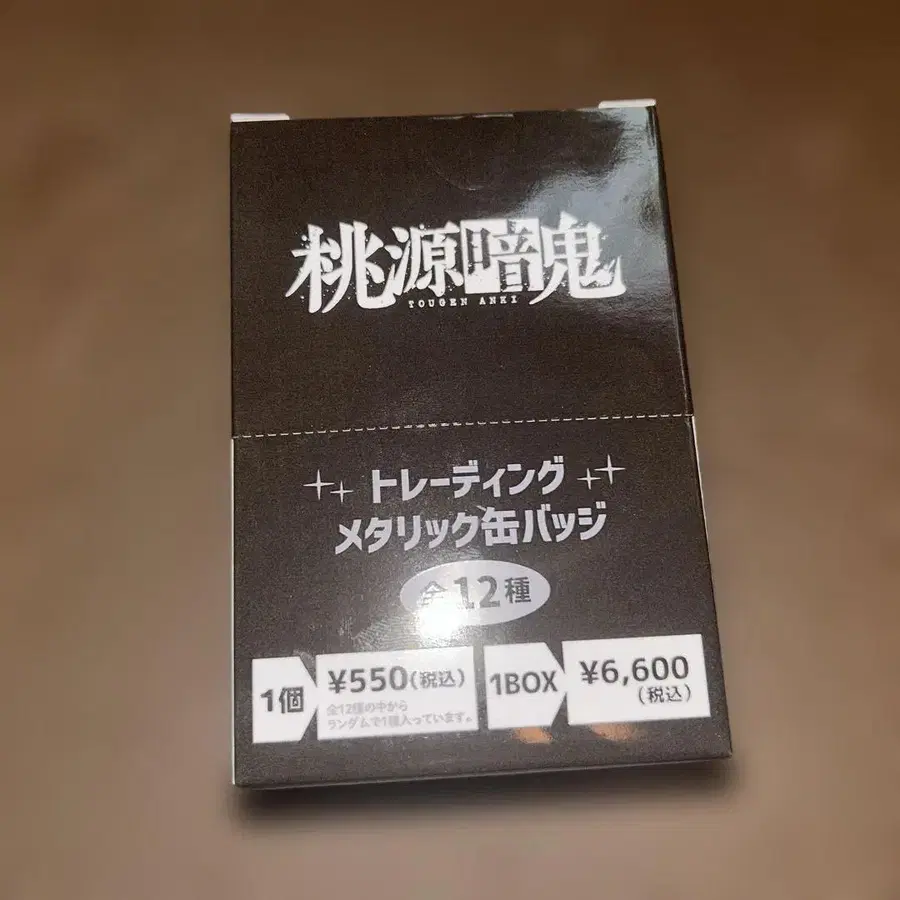 桃源暗鬼
TOUGEN ANKI
トレーディング
メタリック缶バッジ
全12種
1個
¥550(税込)
全12種の中から
ランダムで1種入っています。
1BOX
¥6,600
(税込)